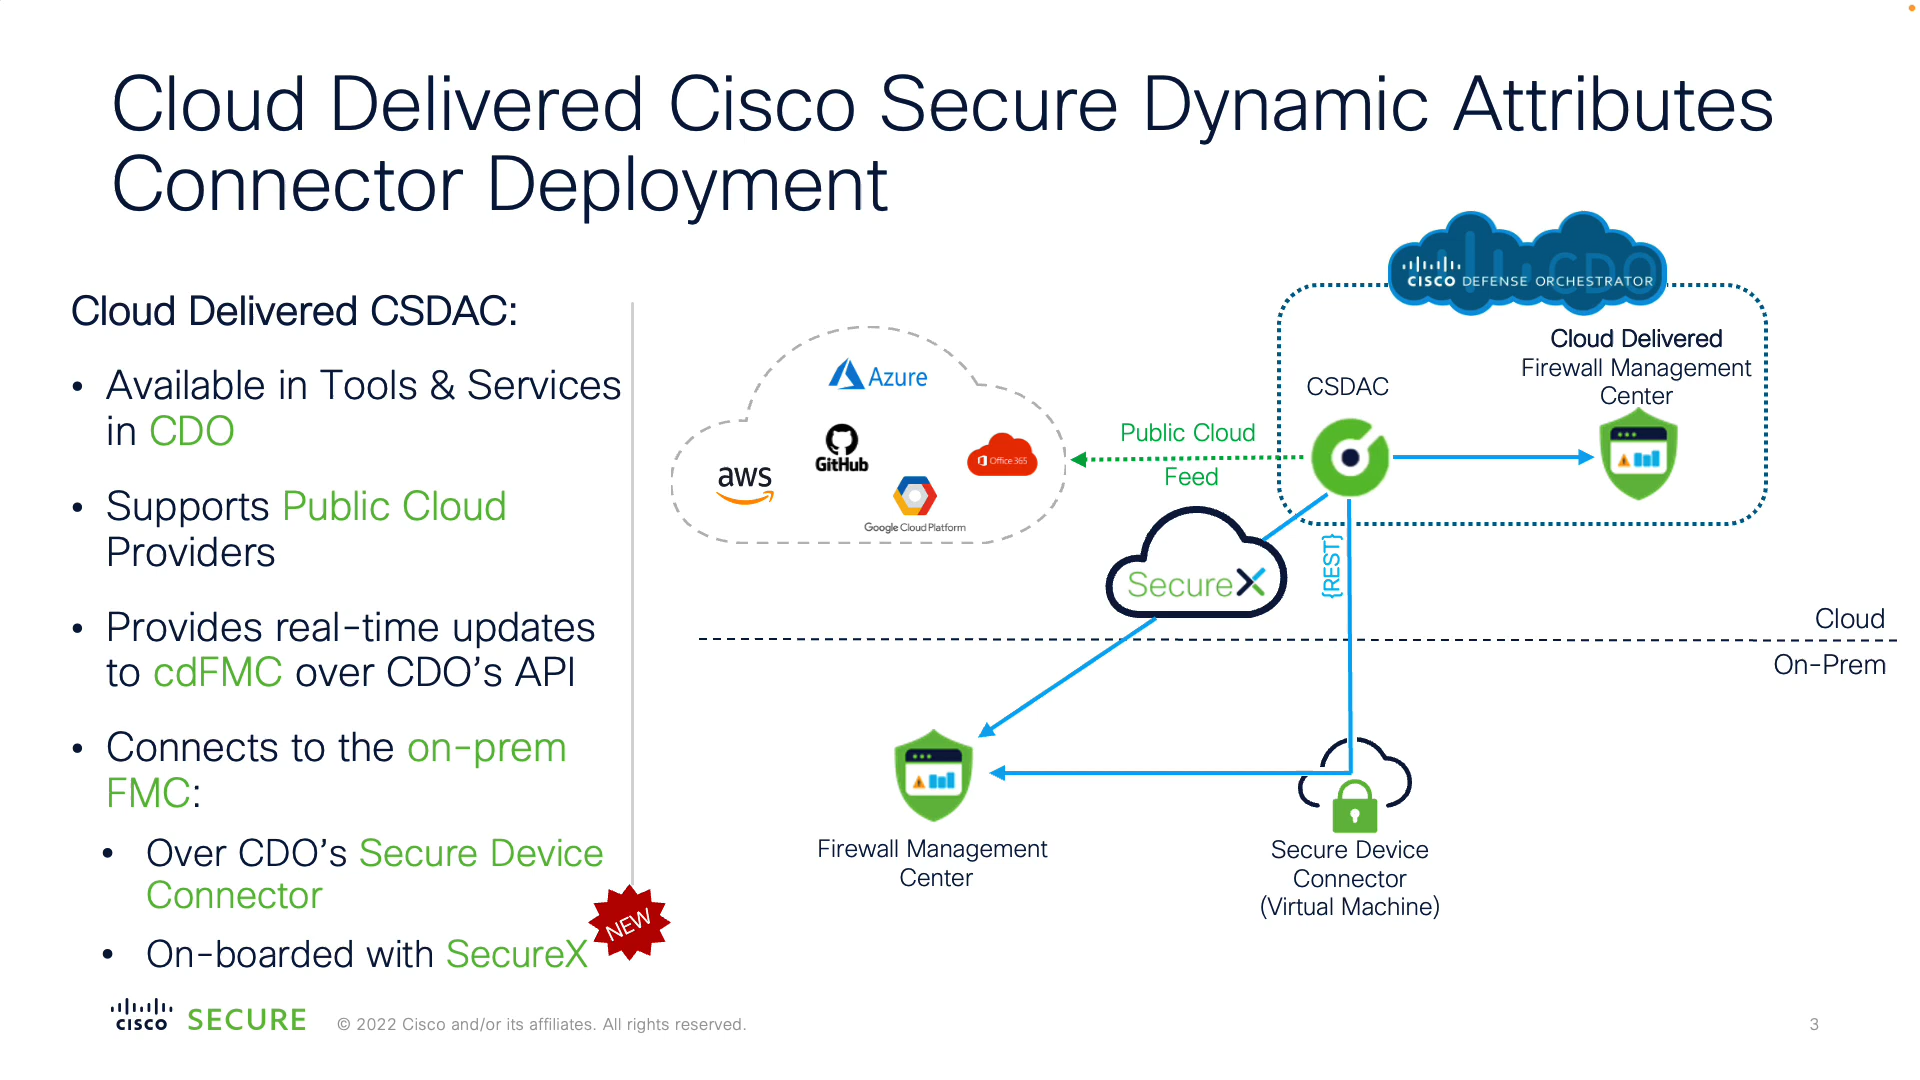 Cloud Delivered Cisco Secure Dynamic Attributes
Connector Deployment
Cloud Delivered CSDAC:
• Available in Tools & Services
in CDO
• Supports Public Cloud
Providers
• Provides real-time updates
to cdFMC over CDO's API
• Connects to the on-prem
FMC:
• Over CDO's Secure Device
Connector
• On-boarded with SecureX
NEW
CDO
CISCO DEFENSE ORCHESTRATOR
Cloud Delivered
Firewall Management
Center
CSDAC
Azure
GitHub
aws
Office 365
Google Cloud Platform
Public Cloud
Feed
SecureX
{REST}
Cloud
On-Prem
Firewall Management
Center
Secure Device
Connector
(Virtual Machine)
CISCO SECURE
© 2022 Cisco and/or its affiliates. All rights reserved.
3